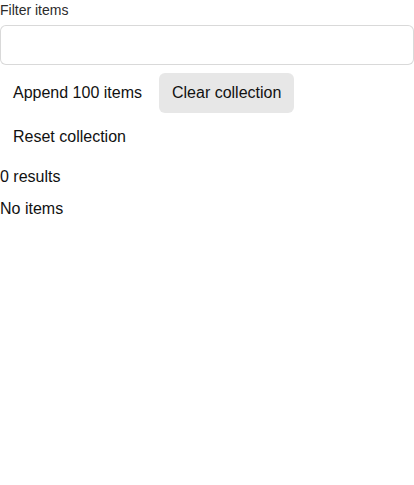 Filter items
Append 100 items
Clear collection
Reset collection
0 results
No items